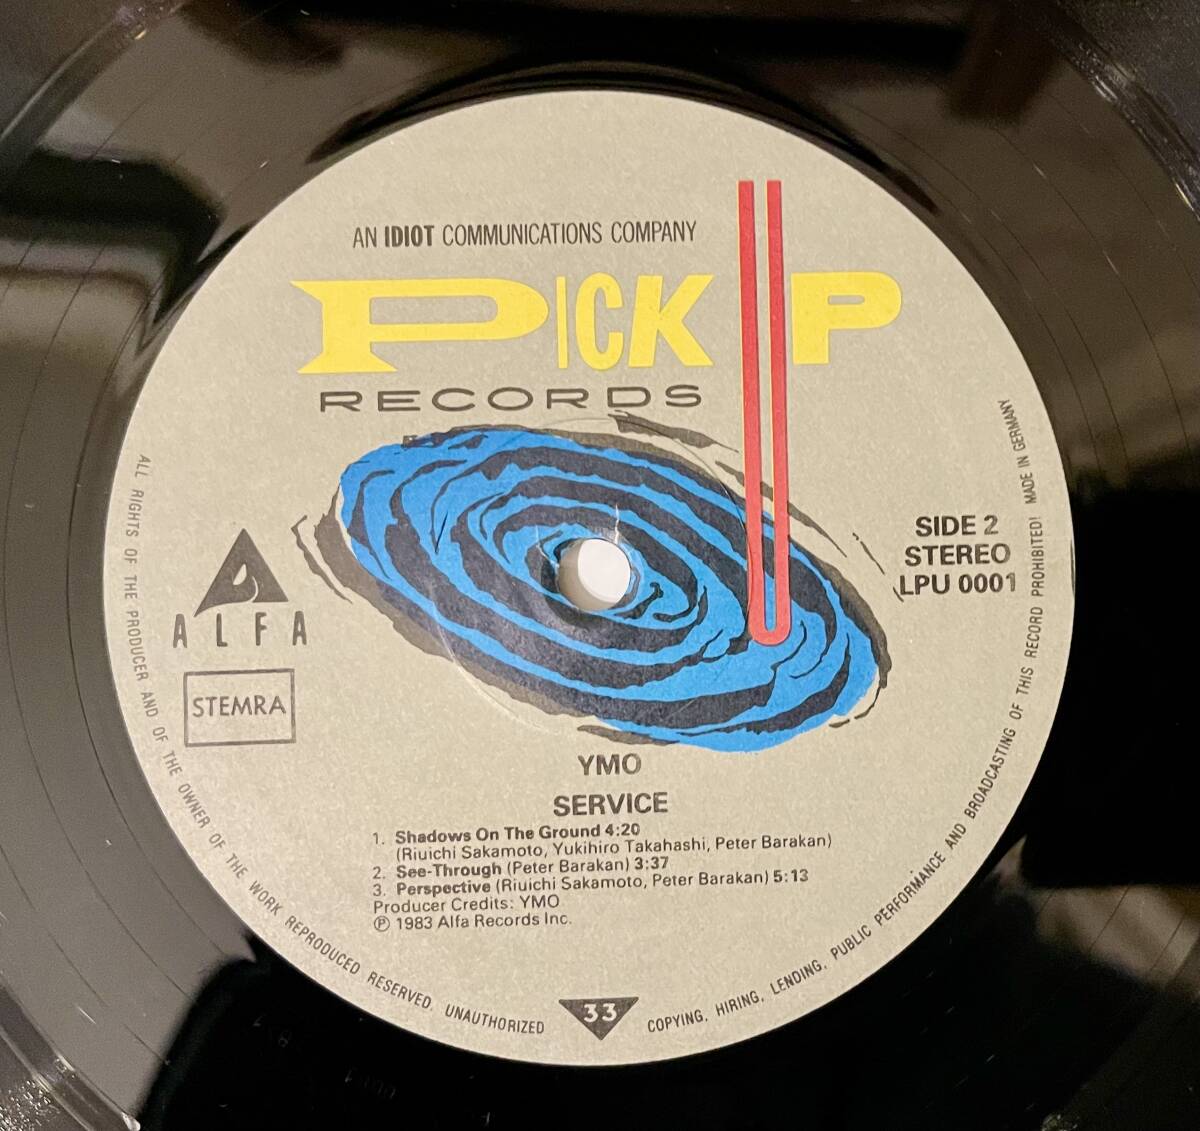 AN IDIOT COMMUNICATIONS COMPANY
PICK UP
RECORDS
SIDE 2
STEREO
LPU 0001
ALFA
STEMRA
YMO
SERVICE
1. Shadows On The Ground 4:20
(Riuichi Sakamoto, Yukihiro Takahashi, Peter Barakan)
2. See-Through (Peter Barakan) 3:37
3. Perspective (Riuichi Sakamoto, Peter Barakan) 5:13
Producer Credits: YMO
℗ 1983 Alfa Records Inc.
33
ALL RIGHTS OF THE PRODUCER AND OF THE OWNER OF THE WORK REPRODUCED RESERVED. UNAUTHORIZED COPYING, HIRING, LENDING, PUBLIC PERFORMANCE AND BROADCASTING OF THIS RECORD PROHIBITED! MADE IN GERMANY